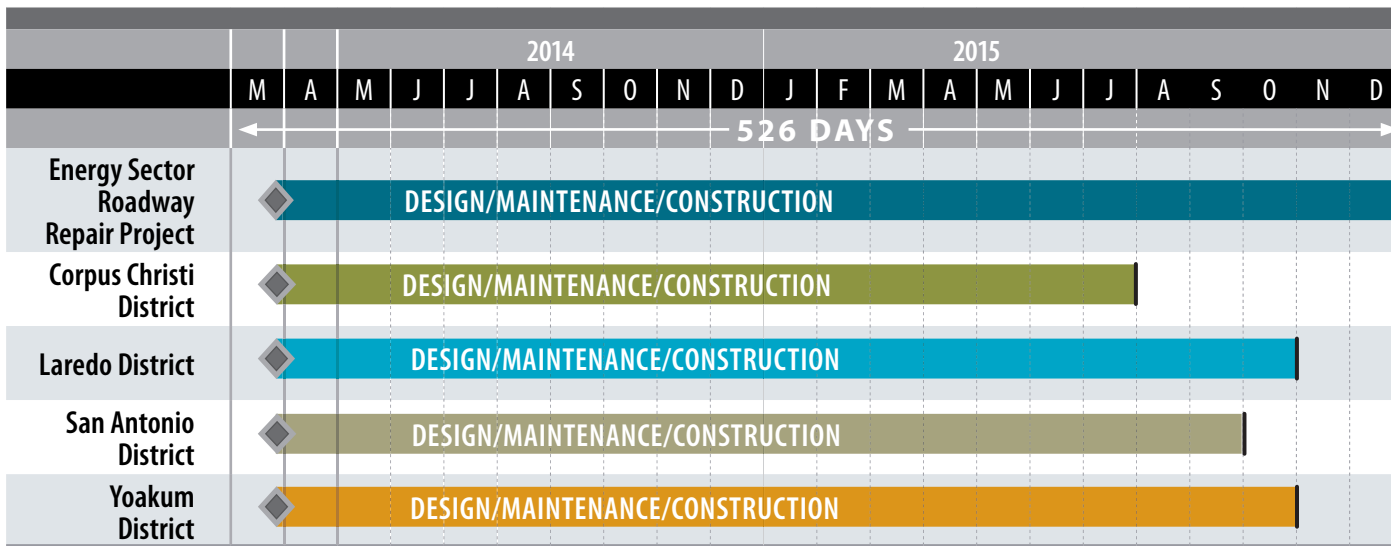 2014 2015
M A M J J A S O N D J F M A M J J A S O N D
526 DAYS
Energy Sector
Roadway
Repair Project
DESIGN/MAINTENANCE/CONSTRUCTION
Corpus Christi
District
DESIGN/MAINTENANCE/CONSTRUCTION
Laredo District
DESIGN/MAINTENANCE/CONSTRUCTION
San Antonio
District
DESIGN/MAINTENANCE/CONSTRUCTION
Yoakum
District
DESIGN/MAINTENANCE/CONSTRUCTION